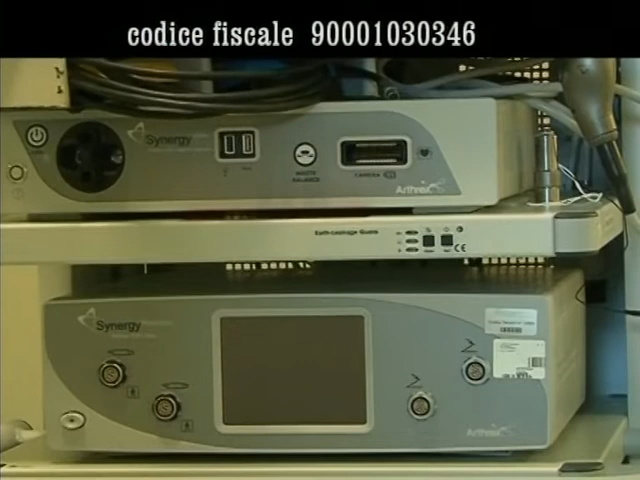 codice fiscale 90001030346
Synergy
WHITE
BALANCE
CAMERA
Arthrex
Earth Leakage Guard
CE
Synergy
Arthrex